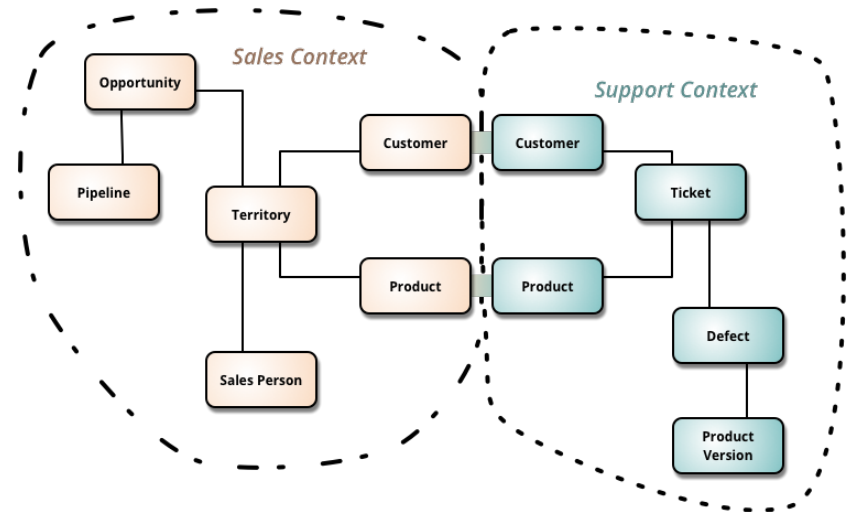 Sales Context
Opportunity
Support Context
Customer
Customer
Pipeline
Ticket
Territory
Product
Product
Defect
Sales Person
Product
Version